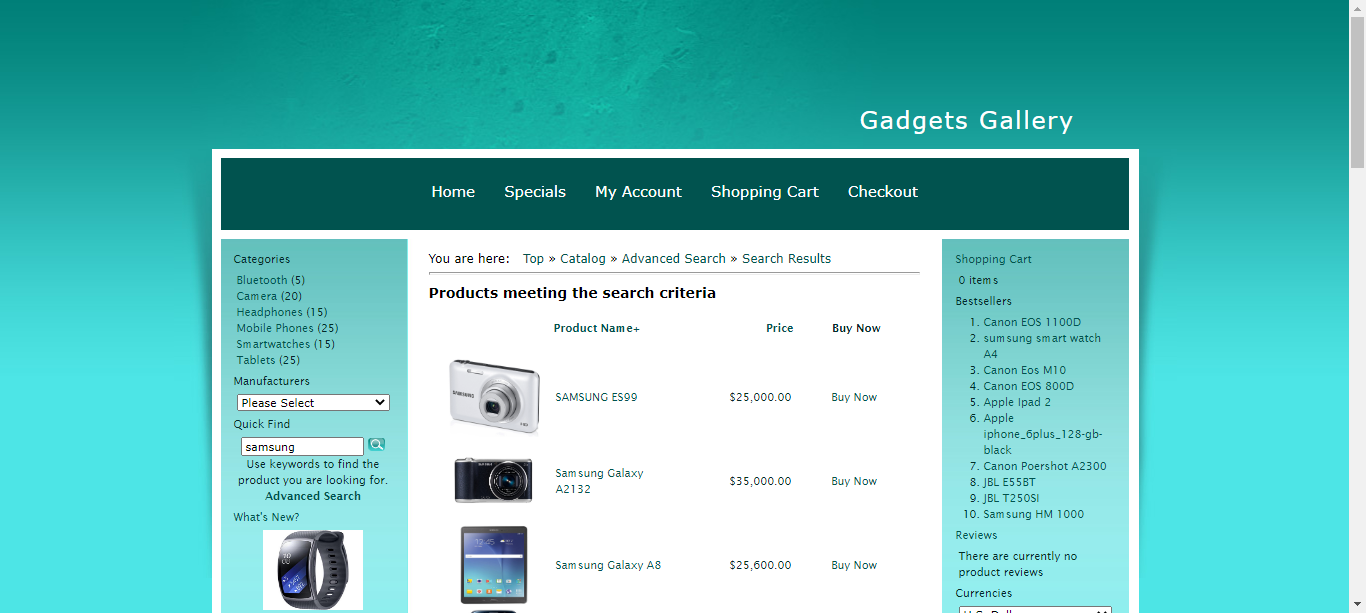 Gadgets Gallery
Home Specials My Account Shopping Cart Checkout
Categories
Bluetooth (5)
Camera (20)
Headphones (15)
Mobile Phones (25)
Smartwatches (15)
Tablets (25)
Manufacturers
Please Select
Quick Find
samsung
Use keywords to find the
product you are looking for.
Advanced Search
What's New?
You are here: Top » Catalog » Advanced Search » Search Results
Products meeting the search criteria
Product Name+ Price Buy Now
SAMSUNG
SAMSUNG ES99 $25,000.00 Buy Now
Samsung Galaxy
A2132 $35,000.00 Buy Now
Samsung Galaxy A8 $25,600.00 Buy Now
Shopping Cart
0 items
Bestsellers
1. Canon EOS 1100D
2. sumsung smart watch
A4
3. Canon Eos M10
4. Canon EOS 800D
5. Apple Ipad 2
6. Apple
iphone_6plus_128-gb-
black
7. Canon Poershot A2300
8. JBL E55BT
9. JBL T250SI
10. Samsung HM 1000
Reviews
There are currently no
product reviews
Currencies